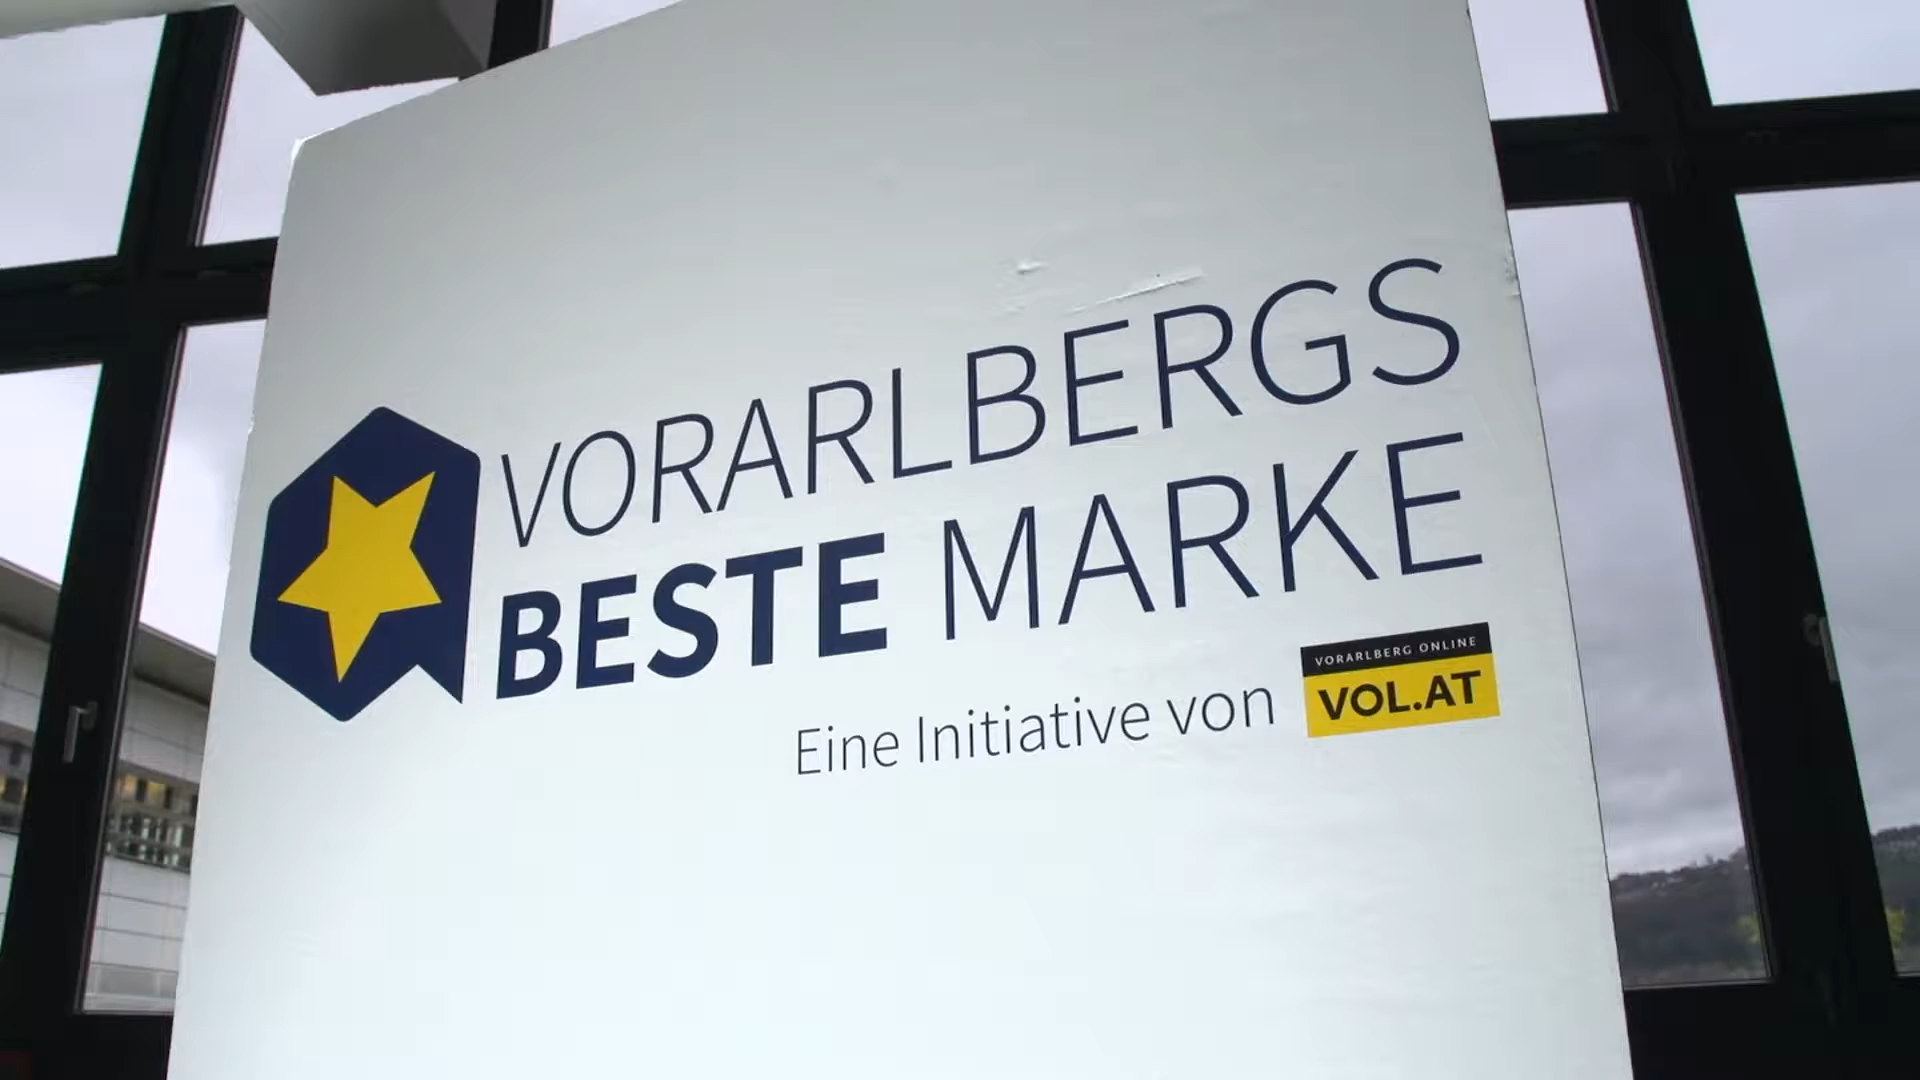 VORARLBERGS
BESTE MARKE
Eine Initiative von
VORARLBERG ONLINE
VOL.AT